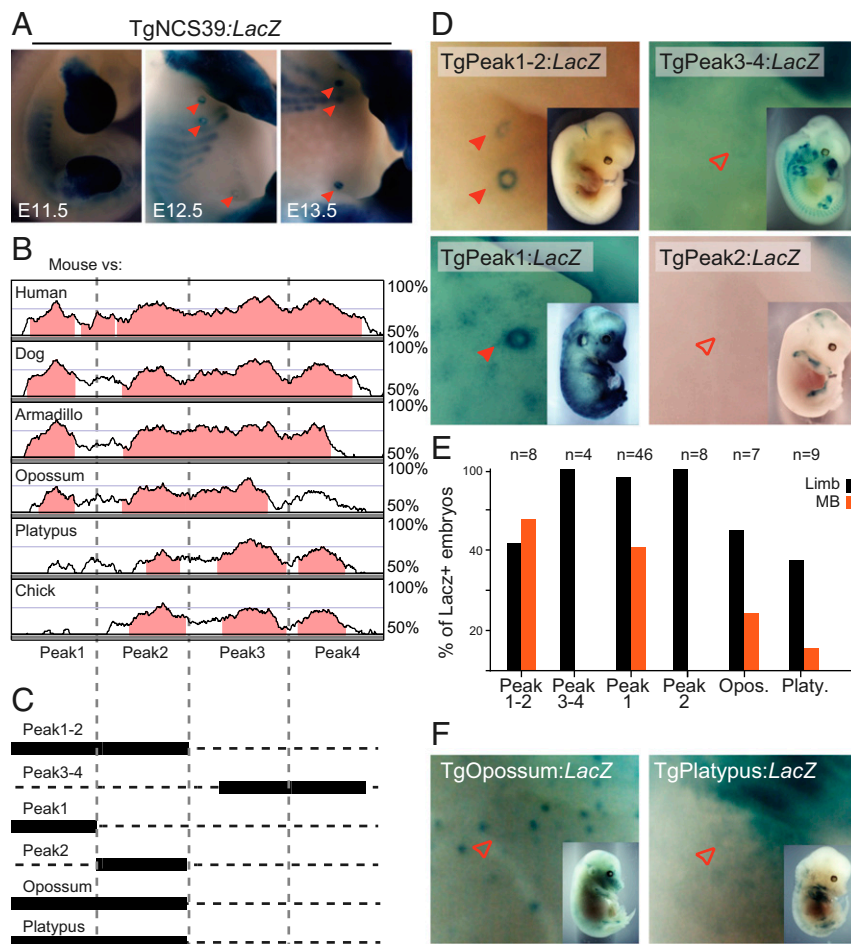 A
TgNCS39:LacZ
E11.5
E12.5
E13.5
B
Mouse vs:
Human
100%
50%
Dog
100%
50%
Armadillo
100%
50%
Opossum
100%
50%
Platypus
100%
50%
Chick
100%
50%
Peak1
Peak2
Peak3
Peak4
C
Peak1-2
Peak3-4
Peak1
Peak2
Opossum
Platypus
D
TgPeak1-2:LacZ
TgPeak3-4:LacZ
TgPeak1:LacZ
TgPeak2:LacZ
E
n=8
n=4
n=46
n=8
n=7
n=9
Limb
MB
% of Lacz+ embryos
100
40
20
Peak
1-2
Peak
3-4
Peak
1
Peak
2
Opos.
Platy.
F
TgOpossum:LacZ
TgPlatypus:LacZ